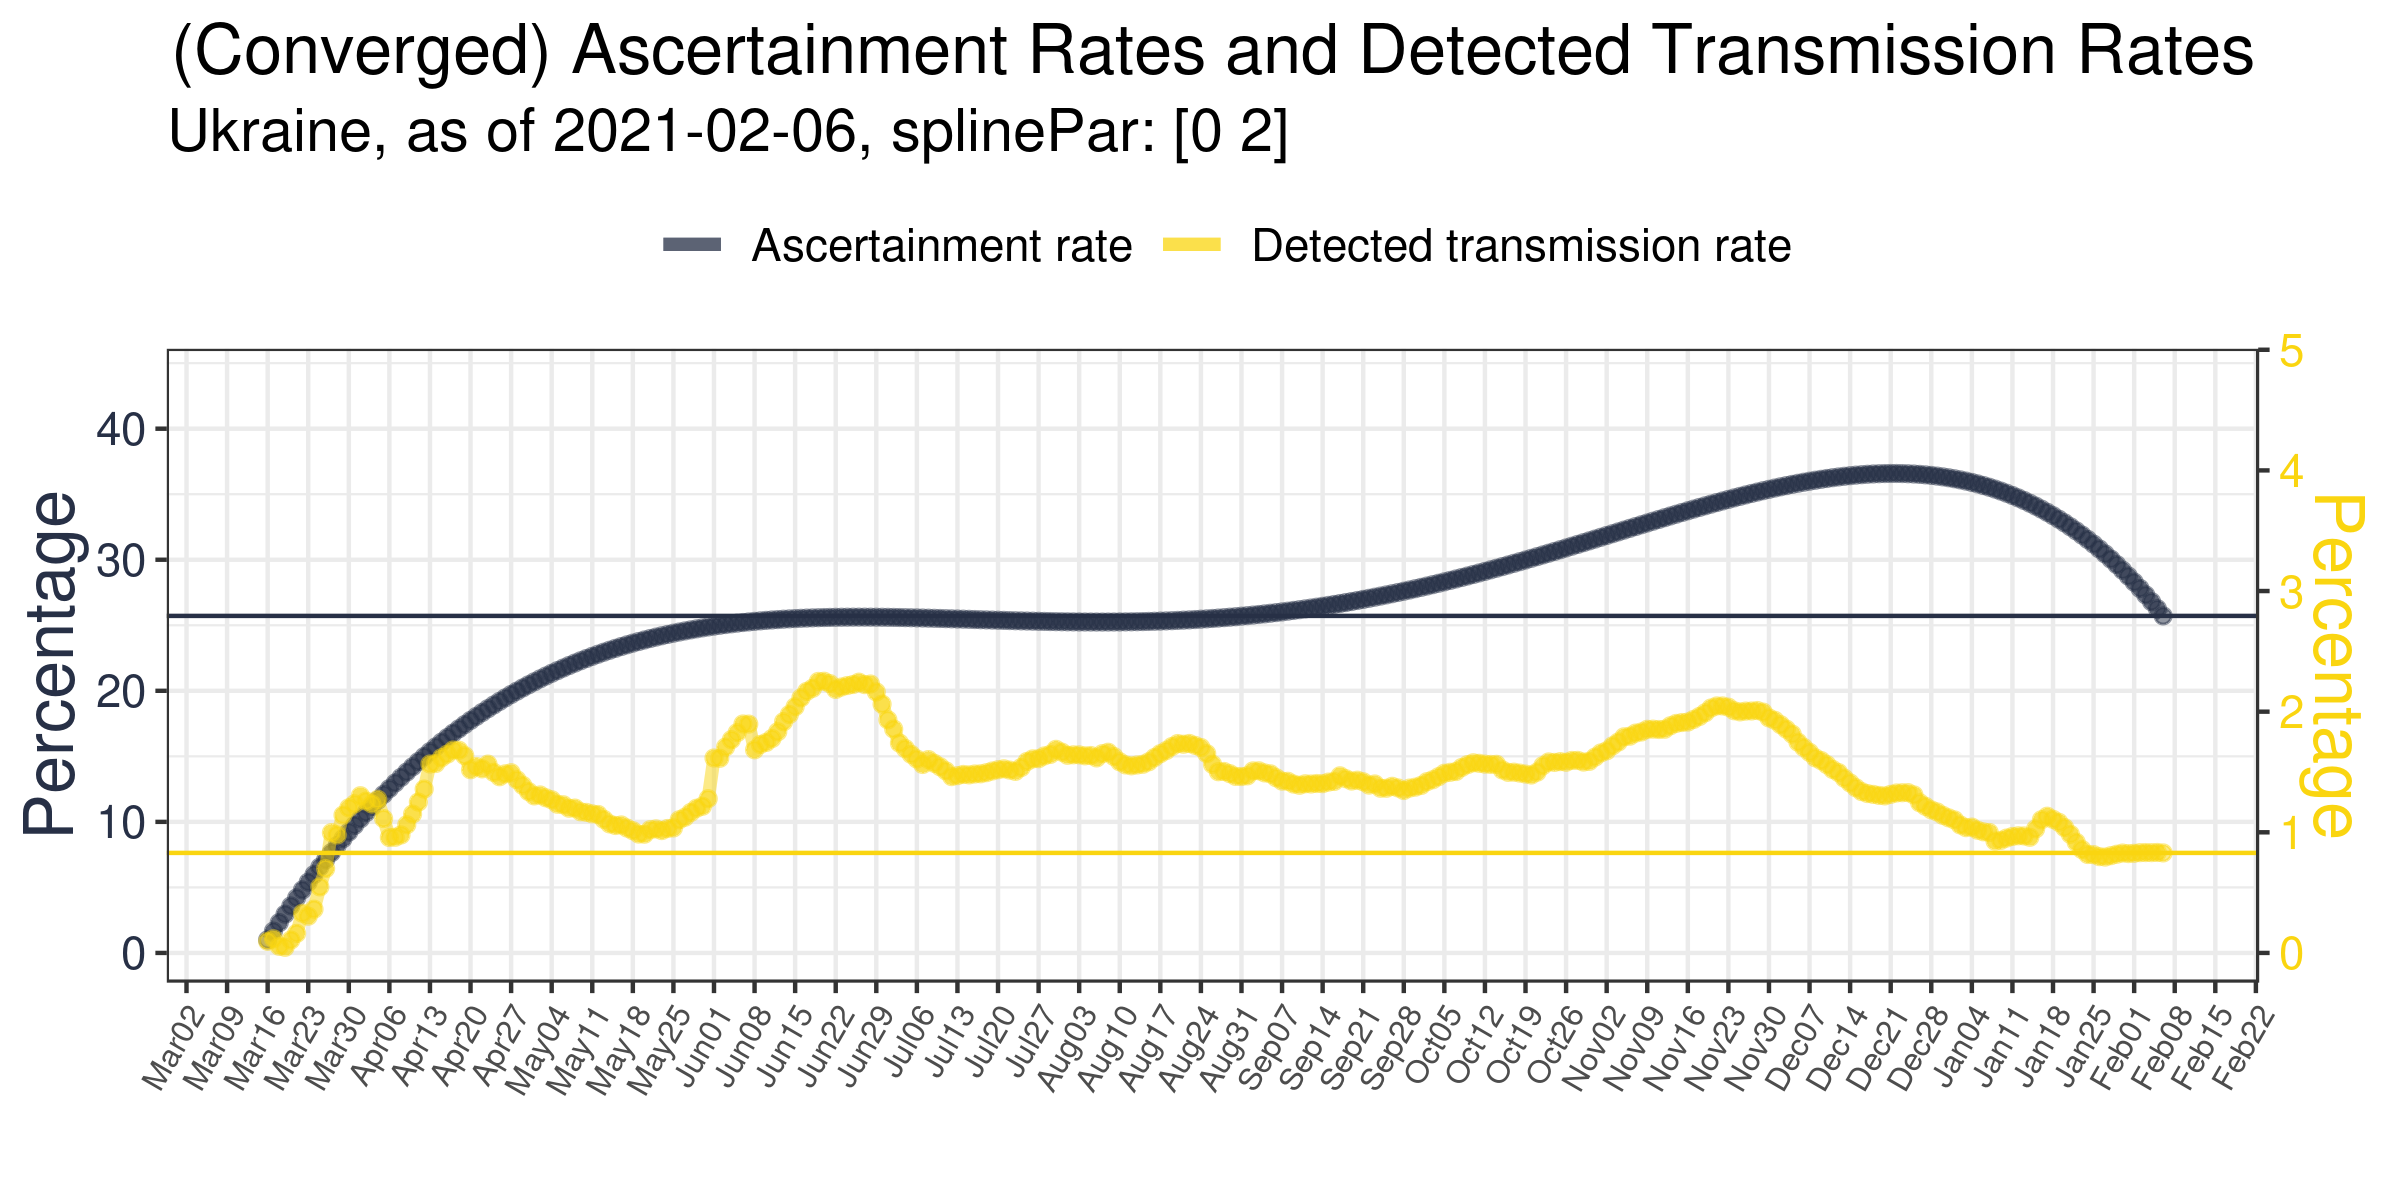 (Converged) Ascertainment Rates and Detected Transmission Rates
Ukraine, as of 2021-02-06, splinePar: [0 2]
Ascertainment rate Detected transmission rate
Percentage
40
30
20
10
0
5
4
3
2
1
0
Percentage
Mar02 Mar09 Mar16 Mar23 Mar30 Apr06 Apr13 Apr20 Apr27 May04 May11 May18 May25 Jun01 Jun08 Jun15 Jun22 Jun29 Jul06 Jul13 Jul20 Jul27 Aug03 Aug10 Aug17 Aug24 Aug31 Sep07 Sep14 Sep21 Sep28 Oct05 Oct12 Oct19 Oct26 Nov02 Nov09 Nov16 Nov23 Nov30 Dec07 Dec14 Dec21 Dec28 Jan04 Jan11 Jan18 Jan25 Feb01 Feb08 Feb15 Feb22